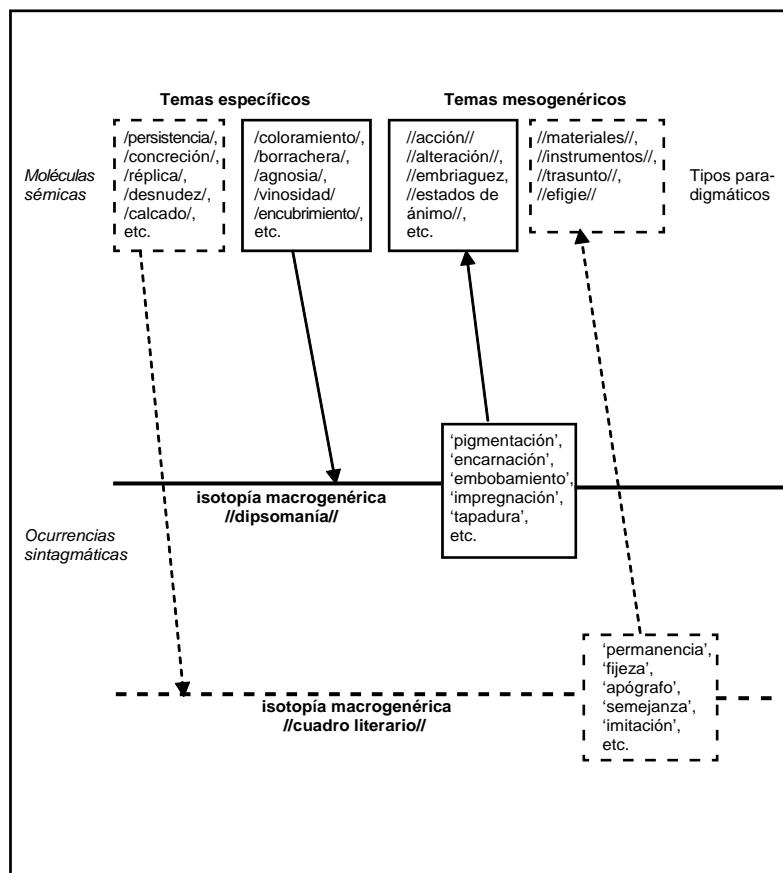 Temas específicos
Temas mesogenéricos
Moléculas
sémicas
/persistencia/,
/concreción/,
/réplica/,
/desnudez/,
/calcado/,
etc.
/coloramiento/,
/borrachera/,
/agnosia/,
/vinosidad/
/encubrimiento/,
etc.
//acción//
//alteración//,
//embriaguez,
//estados de
ánimo//,
etc.
//materiales//,
//instrumentos//,
//trasunto//,
//efigie//
Tipos para-
digmáticos
‘pigmentación’,
‘encarnación’,
‘embobamiento’,
‘impregnación’,
‘tapadura’,
etc.
isotopía macrogenérica
//dipsomanía//
Ocurrencias
sintagmáticas
‘permanencia’,
‘fijeza’,
‘apógrafo’,
‘semejanza’,
‘imitación’,
etc.
isotopía macrogenérica
//cuadro literario//